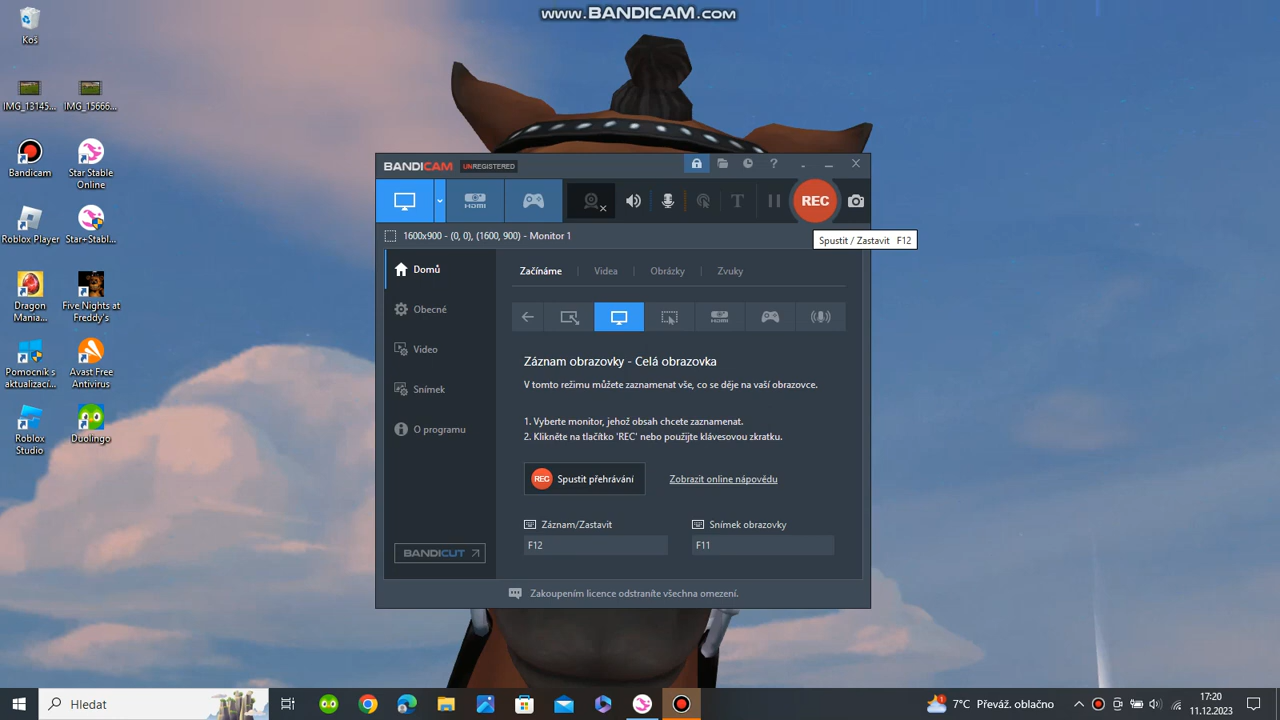 www.BANDICAM.com
Koš
IMG_13145...
IMG_15666...
Bandicam
Star Stable
Online
Roblox Player
Star+Stabl...
Dragon
Mania...
Five Nights at
Freddy's
Pomocník s
aktualizací...
Avast Free
Antivirus
Roblox
Studio
Duolingo
BANDICAM UNREGISTERED
HDMI
T
REC
1600x900 - (0, 0), (1600, 900) - Monitor 1
Spustit / Zastavit F12
Domů
Obecné
Video
Snímek
O programu
BANDICUT
Začínáme
Videa
Obrázky
Zvuky
HDMI
Záznam obrazovky - Celá obrazovka
V tomto režimu můžete zaznamenat vše, co se děje na vaší obrazovce.
1. Vyberte monitor, jehož obsah chcete zaznamenat.
2. Klikněte na tlačítko 'REC' nebo použijte klávesovou zkratku.
REC Spustit přehrávání
Zobrazit online nápovědu
Záznam/Zastavit
F12
Snímek obrazovky
F11
Zakoupením licence odstraníte všechna omezení.
Hledat
1
7°C Převáž. oblačno
17:20
11.12.2023